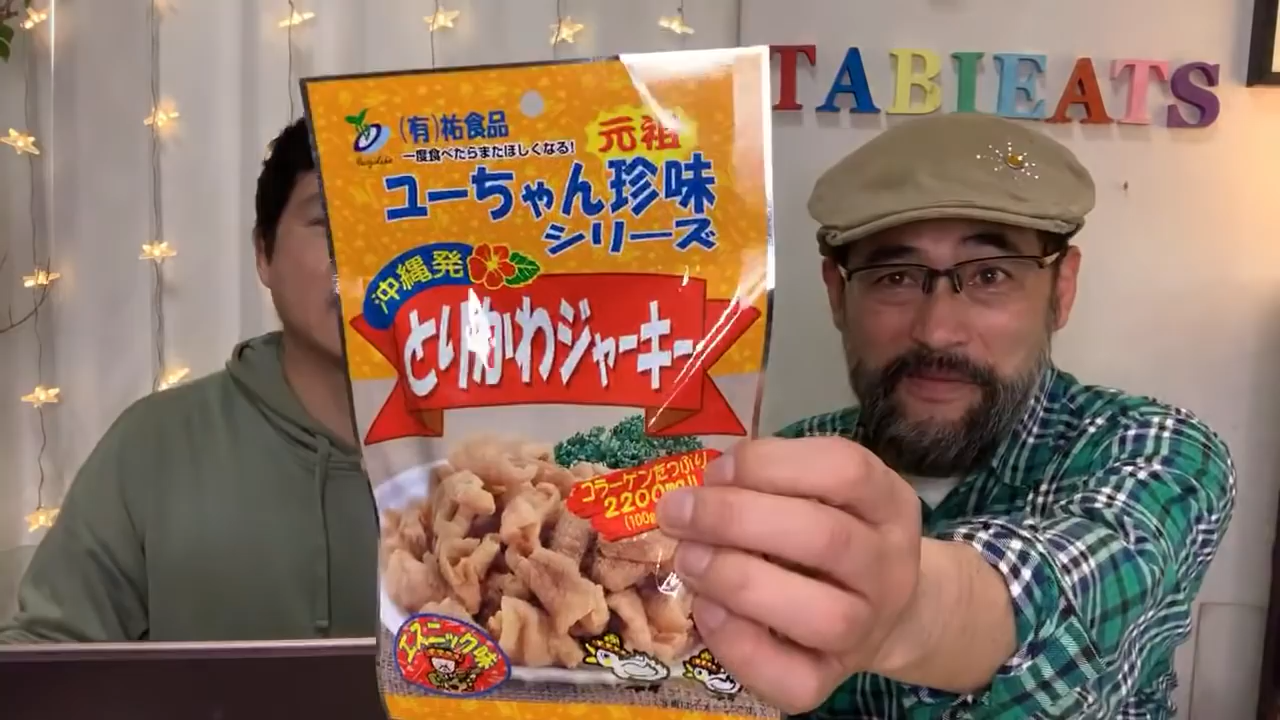 TABIEATS
(有)祐食品
一度食べたらまたほしくなる!
元祖
ユーちゃん珍味
シリーズ
沖縄発
とりかわジャーキー
コラーゲンたっぷり
2200mg!!
(100g
エスニック味